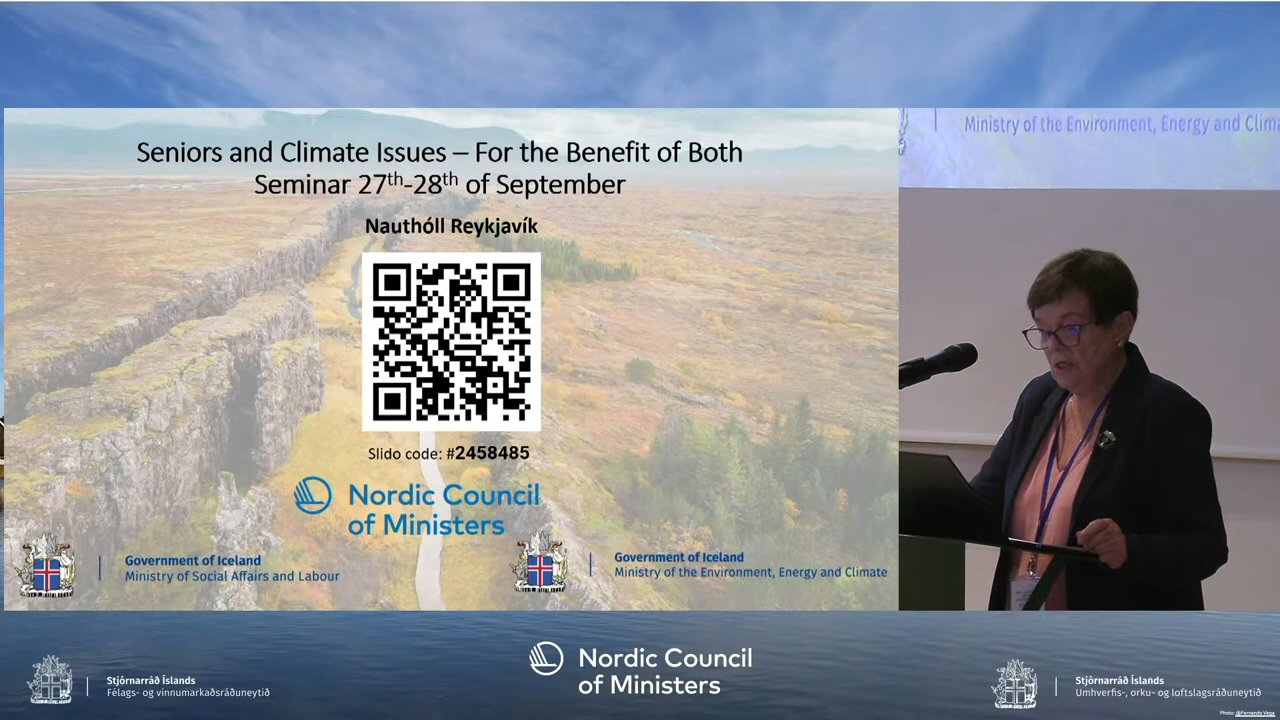 Ministry of the Environment, Energy and Clima
Seniors and Climate Issues – For the Benefit of Both
Seminar 27th-28th of September
Nauthóll Reykjavík
Slido code: #2458485
Nordic Council
of Ministers
Government of Iceland
Ministry of Social Affairs and Labour
Government of Iceland
Ministry of the Environment, Energy and Climate
Stjórnarráð Íslands
Félags- og vinnumarkaðsráðuneytið
Nordic Council
of Ministers
Stjórnarráð Íslands
Umhverfis-, orku- og loftslagsráðuneytið
Photo: @Fernando Vega